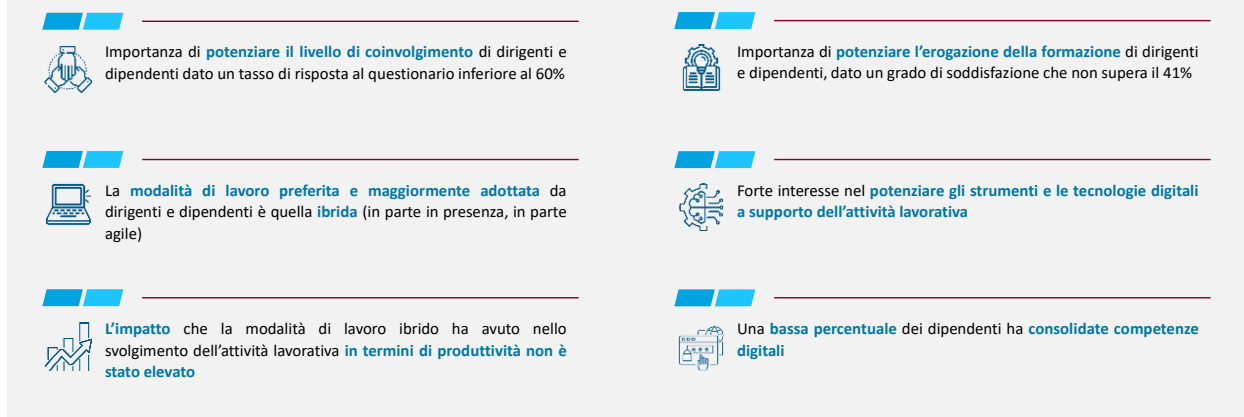 Importanza di potenziare il livello di coinvolgimento di dirigenti e
dipendenti dato un tasso di risposta al questionario inferiore al 60%
La modalità di lavoro preferita e maggiormente adottata da
dirigenti e dipendenti è quella ibrida (in parte in presenza, in parte
agile)
L’impatto che la modalità di lavoro ibrido ha avuto nello
svolgimento dell’attività lavorativa in termini di produttività non è
stato elevato
Importanza di potenziare l’erogazione della formazione di dirigenti
e dipendenti, dato un grado di soddisfazione che non supera il 41%
Forte interesse nel potenziare gli strumenti e le tecnologie digitali
a supporto dell’attività lavorativa
Una bassa percentuale dei dipendenti ha consolidate competenze
digitali